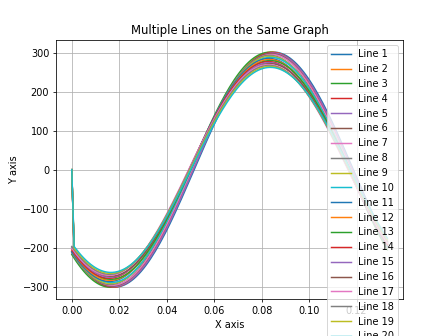 Multiple Lines on the Same Graph
Y axis
300
200
100
0
−100
−200
−300
0.00
0.02
0.04
0.06
0.08
0.10
X axis
Line 1
Line 2
Line 3
Line 4
Line 5
Line 6
Line 7
Line 8
Line 9
Line 10
Line 11
Line 12
Line 13
Line 14
Line 15
Line 16
Line 17
Line 18
Line 19
Line 20